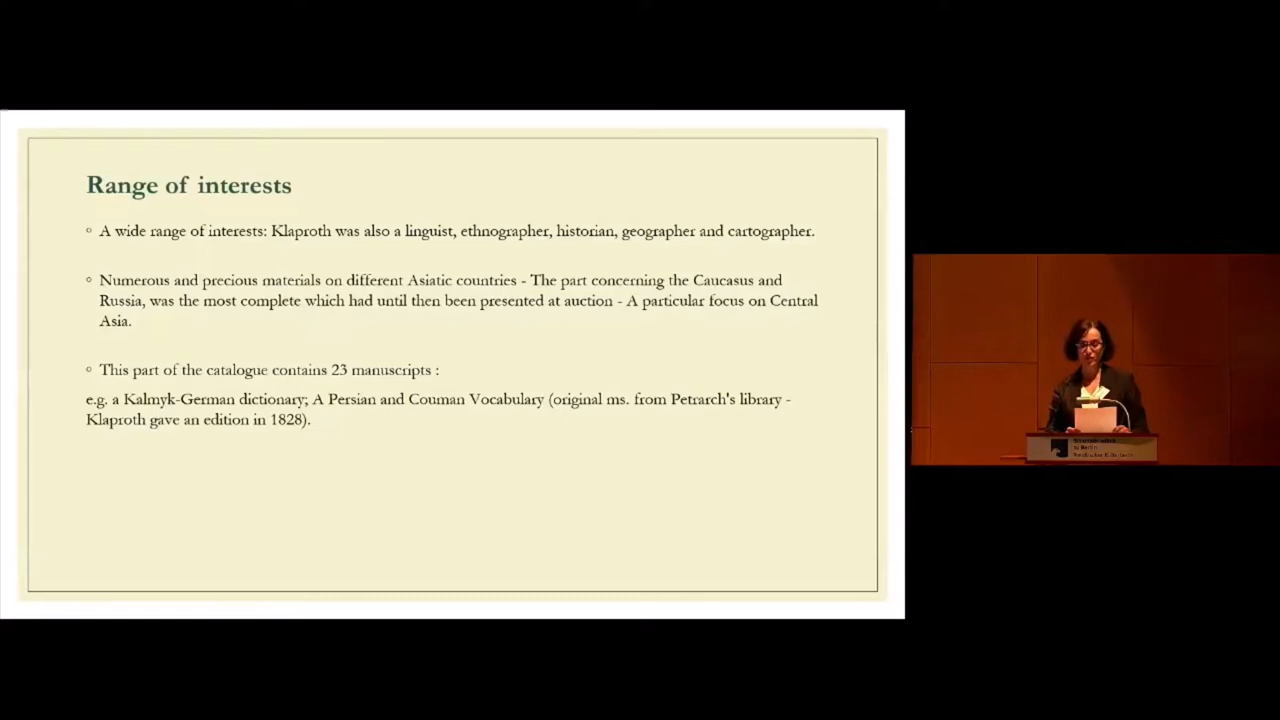 Range of interests
◦ A wide range of interests: Klaproth was also a linguist, ethnographer, historian, geographer and cartographer.
◦ Numerous and precious materials on different Asiatic countries - The part concerning the Caucasus and
Russia, was the most complete which had until then been presented at auction - A particular focus on Central
Asia.
◦ This part of the catalogue contains 23 manuscripts :
e.g. a Kalmyk-German dictionary; A Persian and Couman Vocabulary (original ms. from Petrarch's library -
Klaproth gave an edition in 1828).
zu Berlin